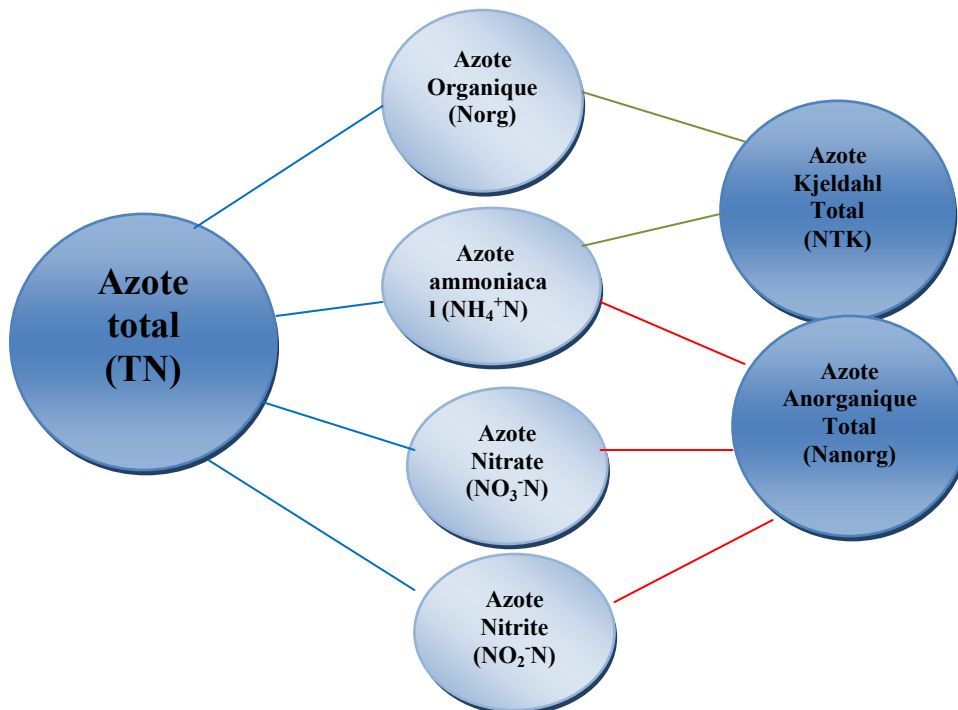 Azote
total
(TN)
Azote
Organique
(Norg)
Azote
ammoniaca
l (NH₄⁺N)
Azote
Nitrate
(NO₃⁻N)
Azote
Nitrite
(NO₂⁻N)
Azote
Kjeldahl
Total
(NTK)
Azote
Anorganique
Total
(Nanorg)